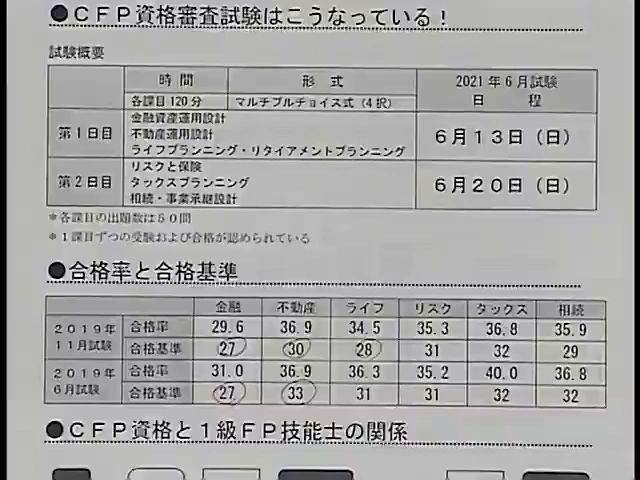 ●ＣＦＰ資格審査試験はこうなっている！
試験概要
時間 形式 2021年6月試験
日程
各課目120分 マルチプルチョイス式（4択）
第1日目 金融資産運用設計
不動産運用設計
ライフプランニング・リタイアメントプランニング
6月13日（日）
第2日目 リスクと保険
タックスプランニング
相続・事業承継設計
6月20日（日）
＊各課目の出題数は50問
＊1課目ずつの受験および合格が認められている
●合格率と合格基準
金融 不動産 ライフ リスク タックス 相続
2019年 合格率 29.6 36.9 34.5 35.3 36.8 35.9
11月試験 合格基準 27 30 28 31 32 29
2019年 合格率 31.0 36.9 36.3 35.2 40.0 36.8
6月試験 合格基準 27 33 31 31 32 32
●ＣＦＰ資格と1級ＦＰ技能士の関係